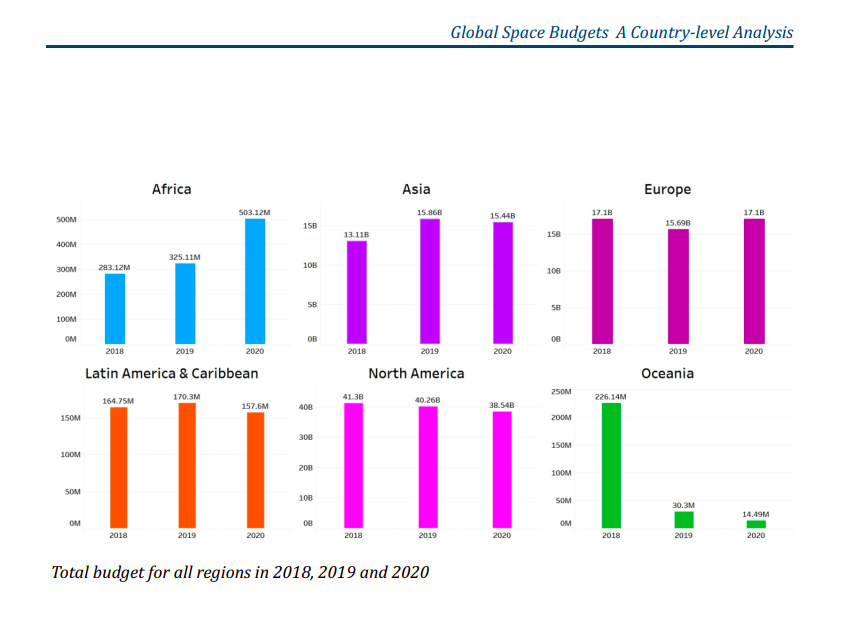 Global Space Budgets A Country-level Analysis
Africa
500M
400M
300M
200M
100M
0M
283.12M
325.11M
503.12M
2018
2019
2020
Asia
15B
10B
5B
0B
13.11B
15.86B
15.44B
2018
2019
2020
Europe
15B
10B
5B
0B
17.1B
15.69B
17.1B
2018
2019
2020
Latin America & Caribbean
150M
100M
50M
0M
164.75M
170.3M
157.6M
2018
2019
2020
North America
40B
30B
20B
10B
0B
41.3B
40.26B
38.54B
2018
2019
2020
Oceania
250M
200M
150M
100M
50M
0M
226.14M
30.3M
14.49M
2018
2019
2020
Total budget for all regions in 2018, 2019 and 2020